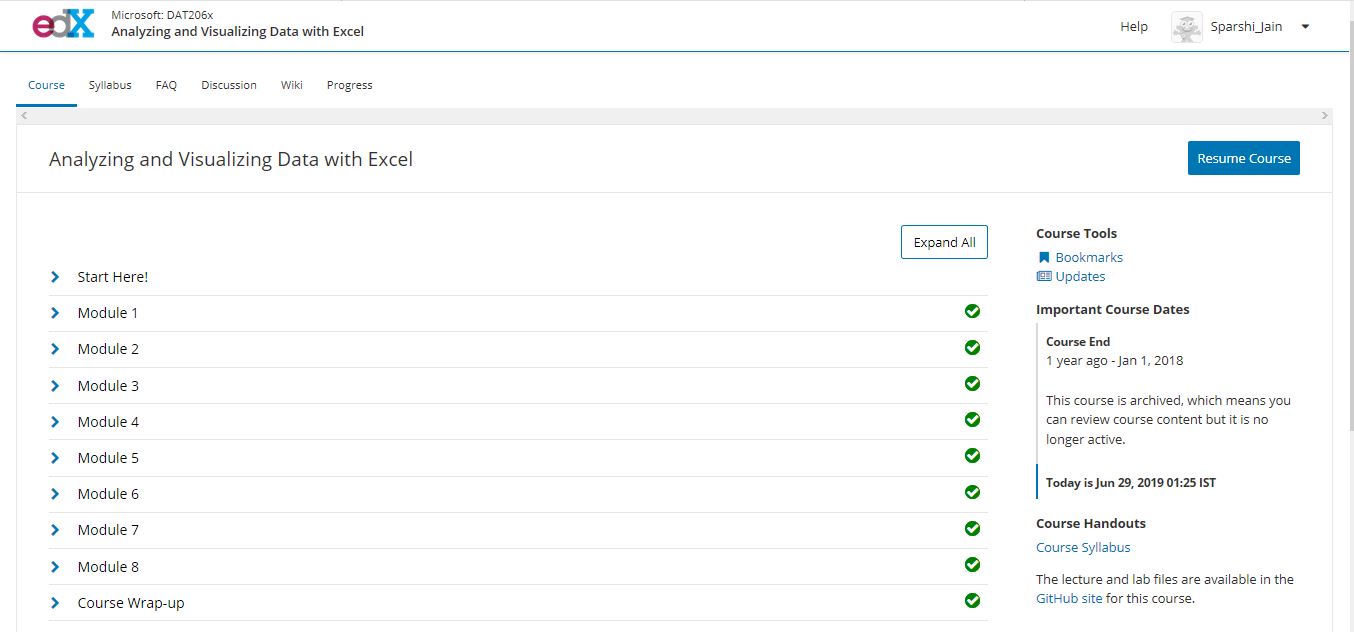 edX
Microsoft: DAT206x
Analyzing and Visualizing Data with Excel
Help
Sparshi_Jain
Course
Syllabus
FAQ
Discussion
Wiki
Progress
Analyzing and Visualizing Data with Excel
Resume Course
Expand All
Start Here!
Module 1
Module 2
Module 3
Module 4
Module 5
Module 6
Module 7
Module 8
Course Wrap-up
Course Tools
Bookmarks
Updates
Important Course Dates
Course End
1 year ago - Jan 1, 2018
This course is archived, which means you
can review course content but it is no
longer active.
Today is Jun 29, 2019 01:25 IST
Course Handouts
Course Syllabus
The lecture and lab files are available in the
GitHub site for this course.